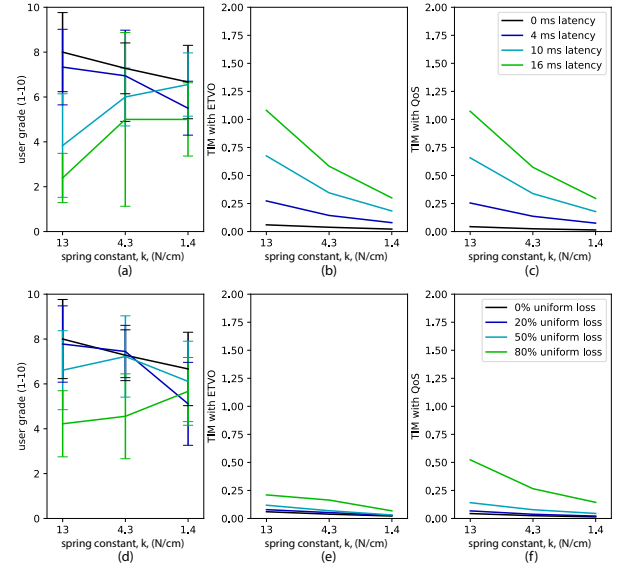 10
8
6
4
2
0
user grade (1-10)
13
4.3
1.4
spring constant, k, (N/cm)
(a)
2.00
1.75
1.50
1.25
1.00
0.75
0.50
0.25
0.00
TIM with ETVO
13
4.3
1.4
spring constant, k, (N/cm)
(b)
2.00
1.75
1.50
1.25
1.00
0.75
0.50
0.25
0.00
TIM with QoS
0 ms latency
4 ms latency
10 ms latency
16 ms latency
13
4.3
1.4
spring constant, k, (N/cm)
(c)
10
8
6
4
2
0
user grade (1-10)
13
4.3
1.4
spring constant, k, (N/cm)
(d)
2.00
1.75
1.50
1.25
1.00
0.75
0.50
0.25
0.00
TIM with ETVO
13
4.3
1.4
spring constant, k, (N/cm)
(e)
2.00
1.75
1.50
1.25
1.00
0.75
0.50
0.25
0.00
TIM with QoS
0% uniform loss
20% uniform loss
50% uniform loss
80% uniform loss
13
4.3
1.4
spring constant, k, (N/cm)
(f)